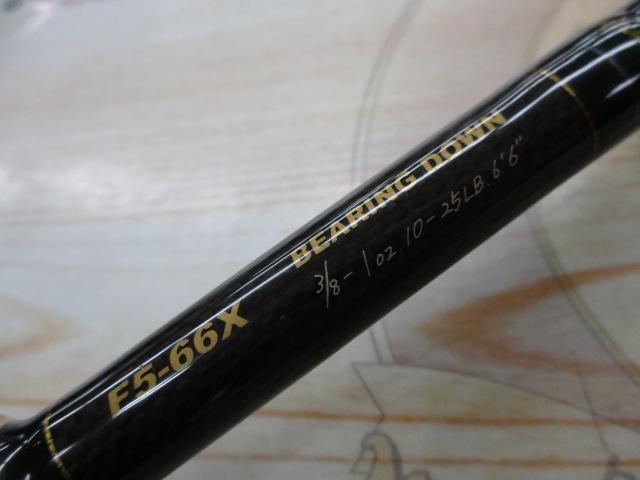 BEARING DOWN
3/8-1oz. 10-25LB. 6'6"
F5-66X